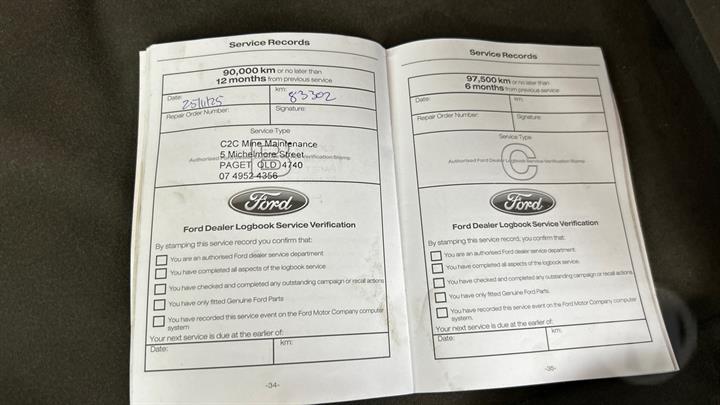 Service Records
90,000 km or no later than
12 months from previous service
Date: 25/11/25
km: 83302
Repair Order Number:
Signature:
Service Type
B
C2C Mine Maintenance
5 Michelmore Street
Authorised Verification Stamp
PAGET QLD 4740
07 4952 4356
Ford
Ford Dealer Logbook Service Verification
By stamping this service record, you confirm that:
You are an authorised Ford dealer service department.
You have completed all aspects of the logbook service
You have checked and completed any outstanding campaign or recall actions
You have only fitted Genuine Ford Parts
You have recorded this service event on the Ford Motor Company computer
system
Your next service is due at the earlier of:
Date:
km:
-34-
Service Records
97,500 km or no later than
6 months from previous service
Date:
km:
Repair Order Number:
Signature:
Service Type
C
Authorised Ford Dealer Logbook Service Verification Stamp
Ford
Ford Dealer Logbook Service Verification
By stamping this service record, you confirm that:
You are an authorised Ford dealer service department.
You have completed all aspects of the logbook service.
You have checked and completed any outstanding campaign or recall actions
You have only fitted Genuine Ford Parts.
You have recorded this service event on the Ford Motor Company computer
system.
Your next service is due at the earlier of:
Date:
km:
-35-